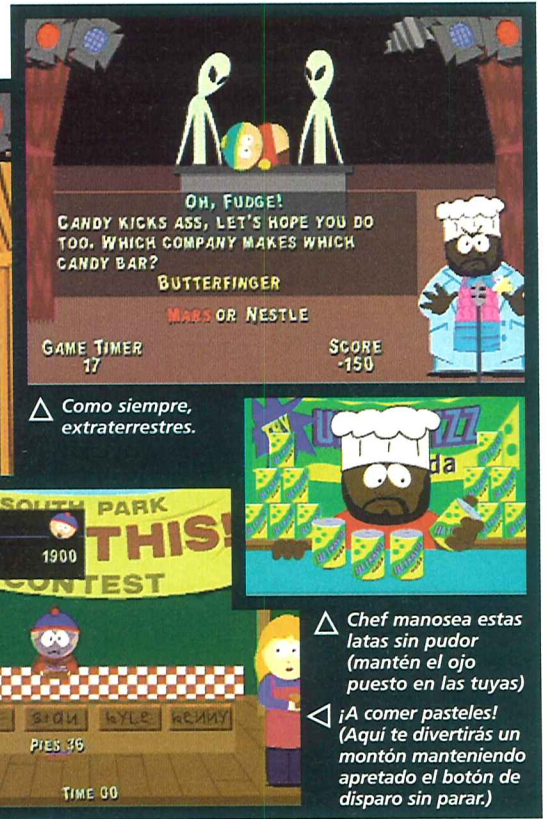 OH, FUDGE!
CANDY KICKS ASS, LET'S HOPE YOU DO
TOO. WHICH COMPANY MAKES WHICH
CANDY BAR?
BUTTERFINGER
MARS OR NESTLE
GAME TIMER
17
SCORE
-150
Como siempre,
extraterrestres.
da
SOUTH PARK
THIS!
CONTEST
1900
STAN
KYLE
KENNY
PIES 36
TIME 00
Chef manosea estas
latas sin pudor
(mantén el ojo
puesto en las tuyas)
¡A comer pasteles!
(Aquí te divertirás un
montón manteniendo
apretado el botón de
disparo sin parar.)